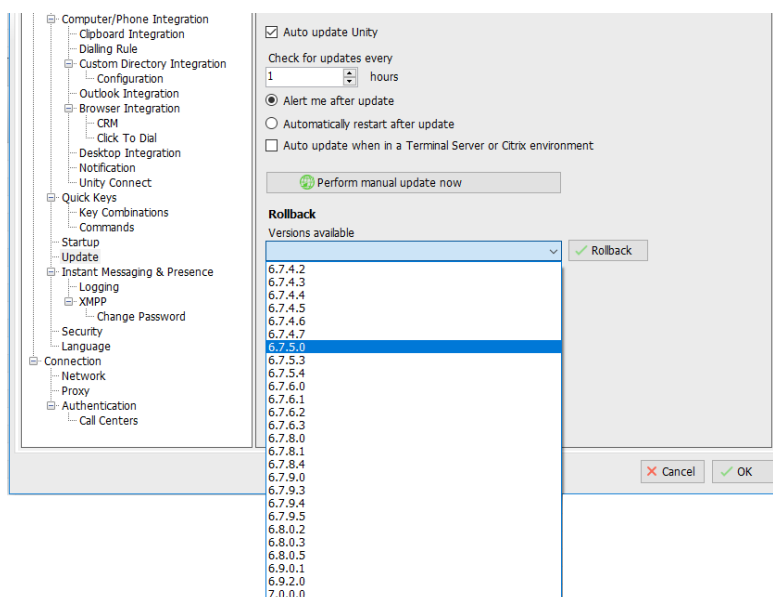 Computer/Phone Integration
Clipboard Integration
Dialling Rule
Custom Directory Integration
Configuration
Outlook Integration
Browser Integration
CRM
Click To Dial
Desktop Integration
Notification
Unity Connect
Quick Keys
Key Combinations
Commands
Startup
Update
Instant Messaging & Presence
Logging
XMPP
Change Password
Security
Language
Connection
Network
Proxy
Authentication
Call Centers
Auto update Unity
Check for updates every
1 hours
Alert me after update
Automatically restart after update
Auto update when in a Terminal Server or Citrix environment
Perform manual update now
Rollback
Versions available
Rollback
6.7.4.2
6.7.4.3
6.7.4.4
6.7.4.5
6.7.4.6
6.7.4.7
6.7.5.0
6.7.5.3
6.7.5.4
6.7.6.0
6.7.6.1
6.7.6.2
6.7.6.3
6.7.8.0
6.7.8.1
6.7.8.4
6.7.9.0
6.7.9.3
6.7.9.4
6.7.9.5
6.8.0.2
6.8.0.3
6.8.0.5
6.9.0.1
6.9.2.0
7.0.0.0
Cancel
OK